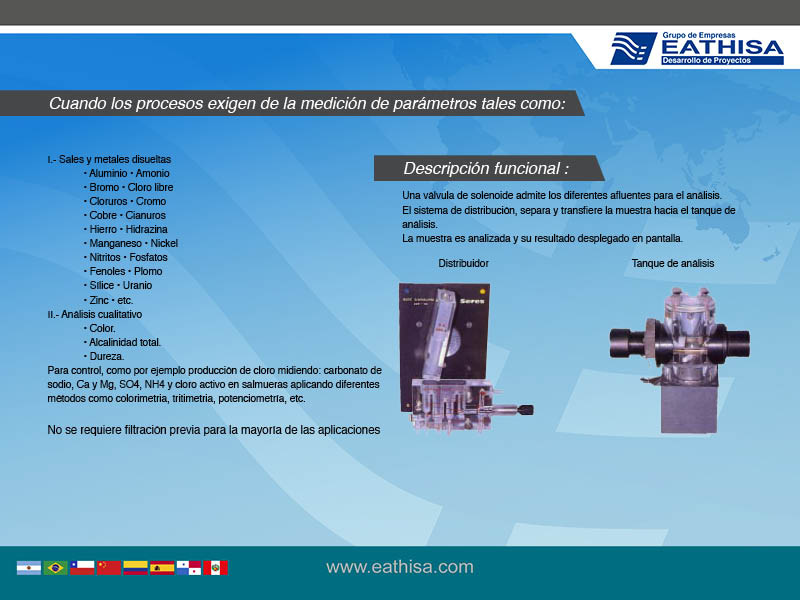 Grupo de Empresas
EATHISA
Desarrollo de Proyectos
Cuando los procesos exigen de la medición de parámetros tales como:
I.- Sales y metales disueltas
• Aluminio • Amonio
• Bromo • Cloro libre
• Cloruros • Cromo
• Cobre • Cianuros
• Hierro • Hidrazina
• Manganeso • Nickel
• Nitritos • Fosfatos
• Fenoles • Plomo
• Sílice • Uranio
• Zinc • etc.
II.- Análisis cualitativo
• Color.
• Alcalinidad total.
• Dureza.
Para control, como por ejemplo producción de cloro midiendo: carbonato de
sodio, Ca y Mg, SO4, NH4 y cloro activo en salmueras aplicando diferentes
métodos como colorimetria, tritimetria, potenciometría, etc.
No se requiere filtración previa para la mayoría de las aplicaciones
Descripción funcional :
Una válvula de solenoide admite los diferentes afluentes para el análisis.
El sistema de distribución, separa y transfiere la muestra hacia el tanque de
análisis.
La muestra es analizada y su resultado desplegado en pantalla.
Distribuidor
Tanque de análisis
Seres
www.eathisa.com